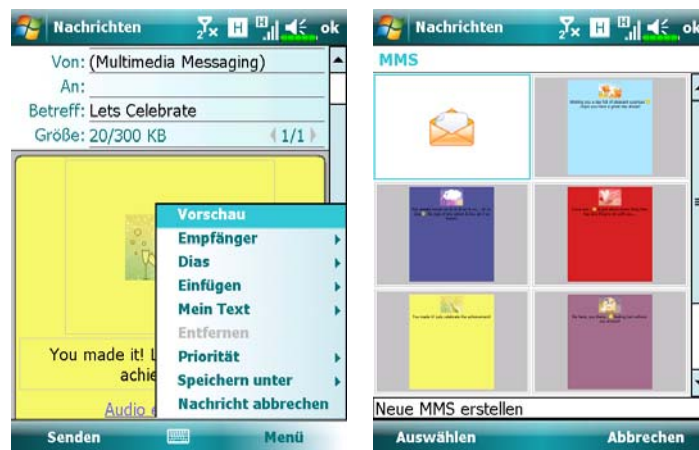 Nachrichten ok
Von: (Multimedia Messaging)
An:
Betreff: Lets Celebrate
Größe: 20/300 KB 1/1
Vorschau
Empfänger
Dias
Einfügen
Mein Text
Entfernen
Priorität
Speichern unter
Nachricht abbrechen
You made it! L
achie
Audio e
Senden Menü
Nachrichten ok
MMS
Neue MMS erstellen
Auswählen Abbrechen